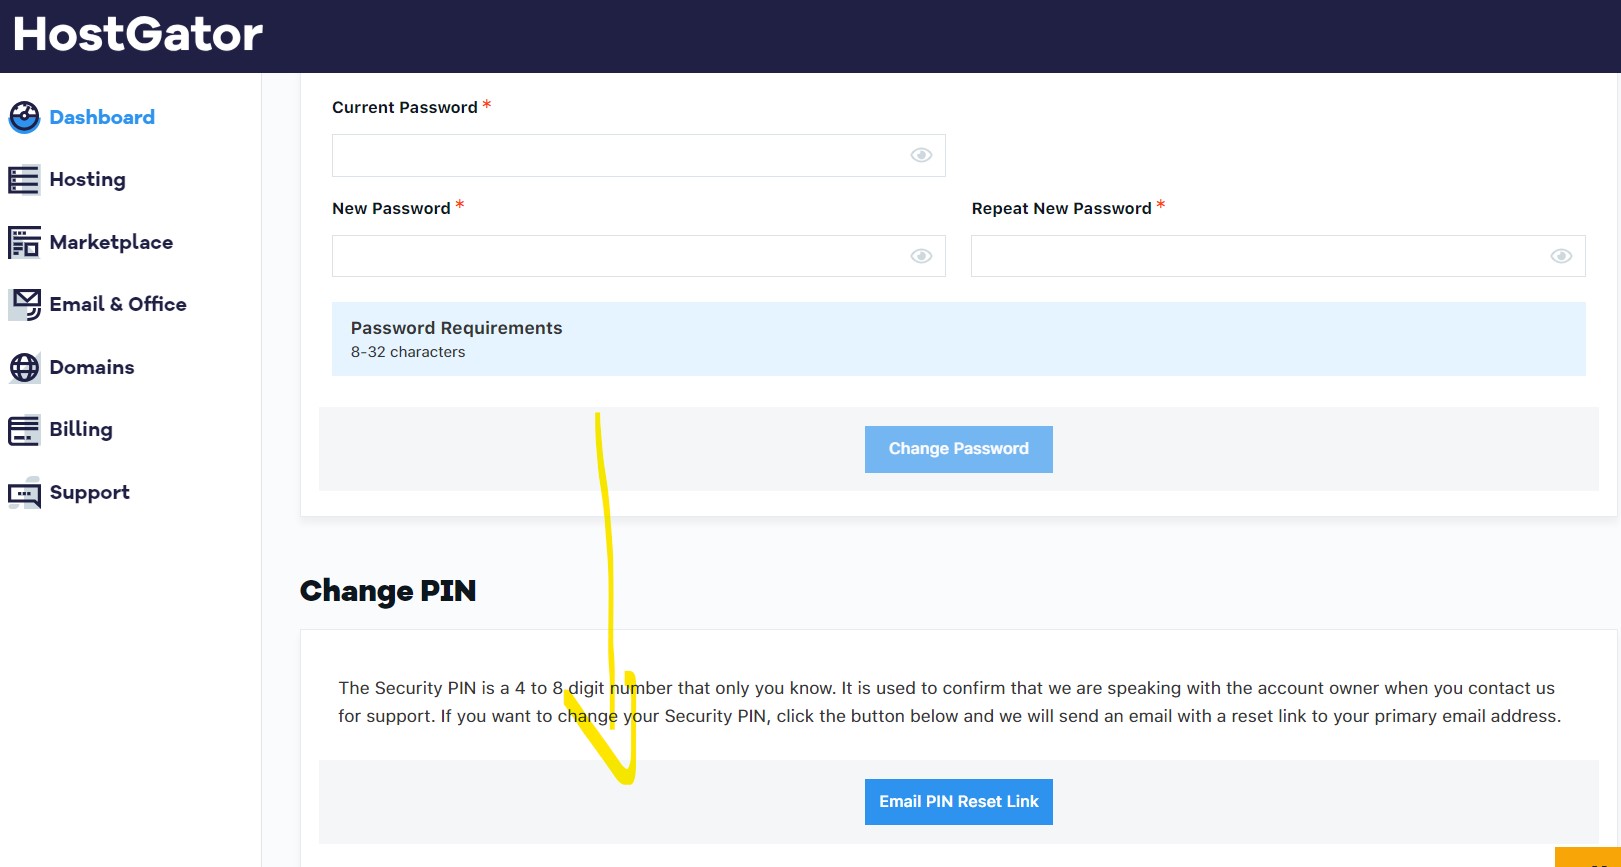 HostGator
Dashboard
Hosting
Marketplace
Email & Office
Domains
Billing
Support
Current Password *
New Password *
Repeat New Password *
Password Requirements
8-32 characters
Change Password
Change PIN
The Security PIN is a 4 to 8 digit number that only you know. It is used to confirm that we are speaking with the account owner when you contact us
for support. If you want to change your Security PIN, click the button below and we will send an email with a reset link to your primary email address.
Email PIN Reset Link